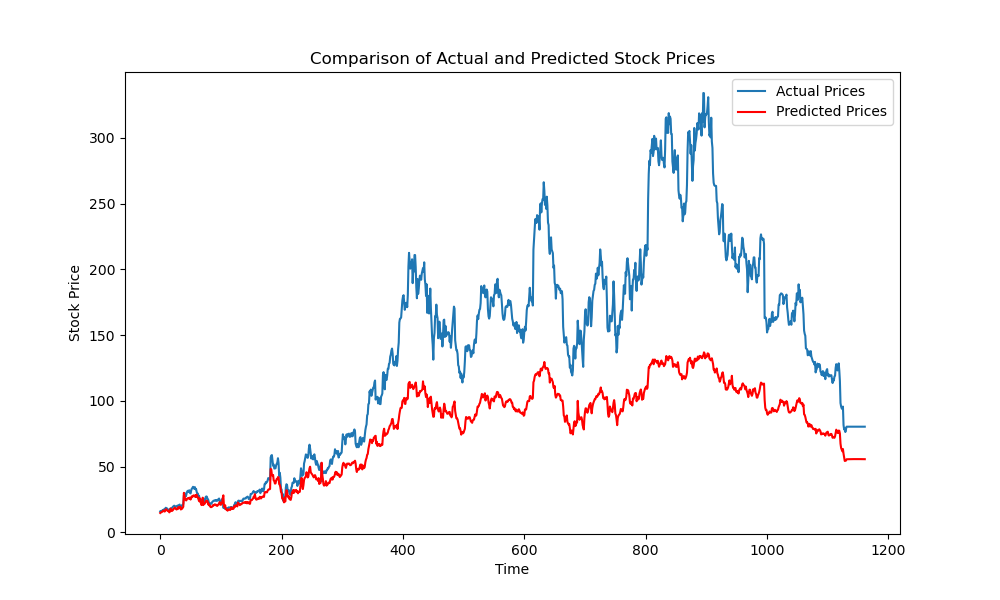 Comparison of Actual and Predicted Stock Prices
Actual Prices
Predicted Prices
Stock Price
300
250
200
150
100
50
0
0 200 400 600 800 1000 1200
Time